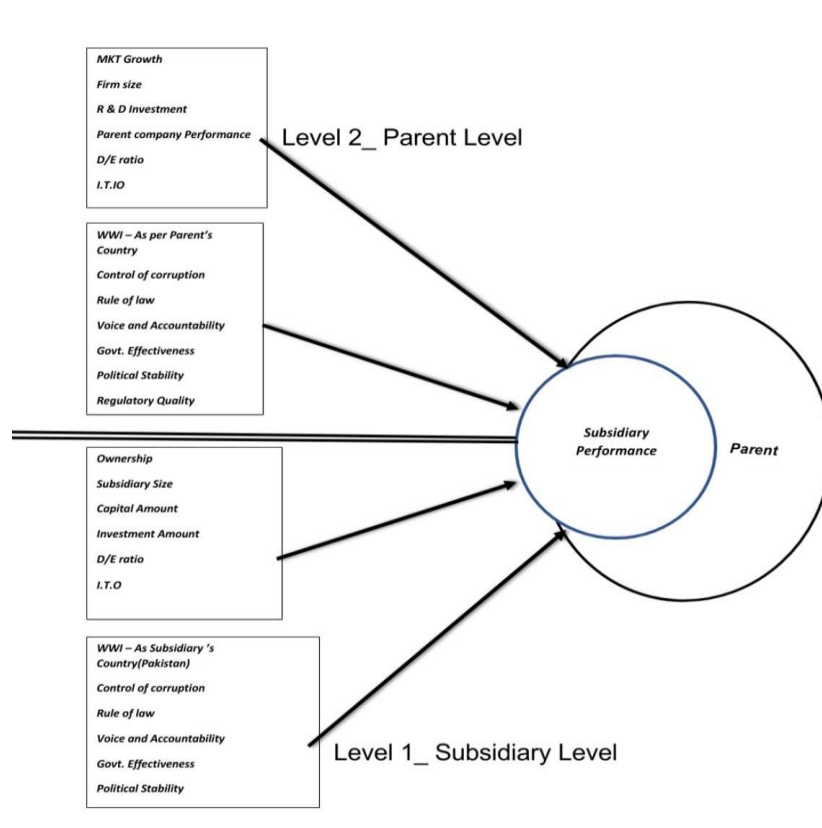 MKT Growth
Firm size
R & D Investment
Parent company Performance
D/E ratio
I.T.IO
Level 2_ Parent Level
WWI – As per Parent's
Country
Control of corruption
Rule of law
Voice and Accountability
Govt. Effectiveness
Political Stability
Regulatory Quality
Subsidiary
Performance
Parent
Ownership
Subsidiary Size
Capital Amount
Investment Amount
D/E ratio
I.T.O
WWI – As Subsidiary 's
Country(Pakistan)
Control of corruption
Rule of law
Voice and Accountability
Govt. Effectiveness
Political Stability
Level 1_ Subsidiary Level